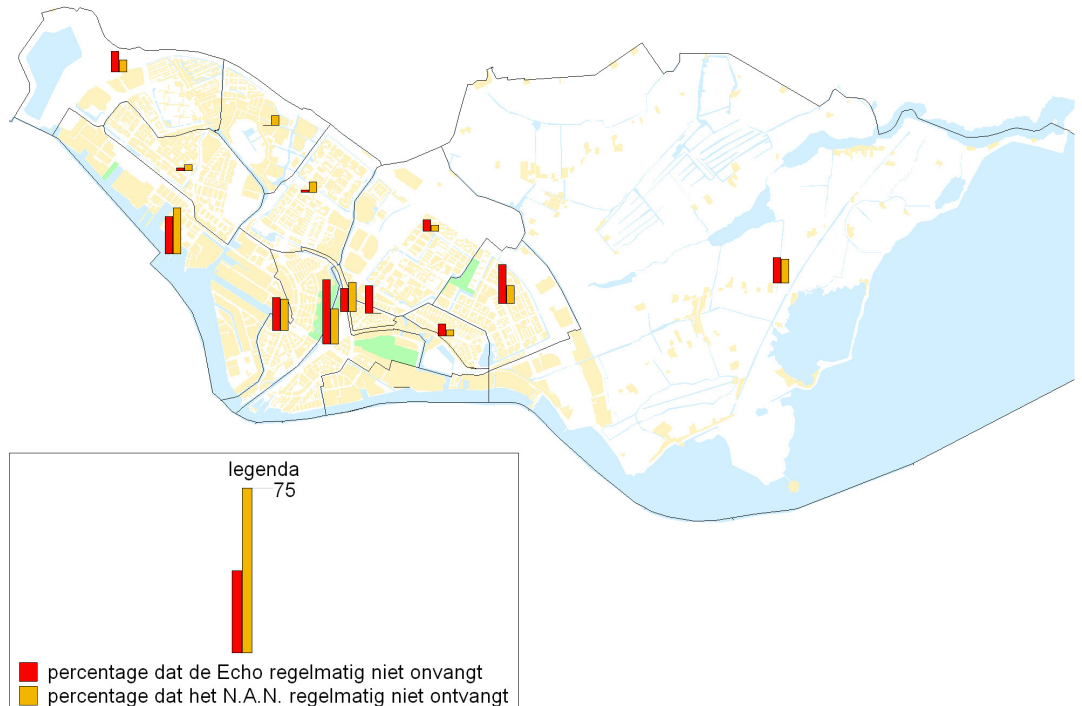 legenda
75
percentage dat de Echo regelmatig niet onvangt
percentage dat het N.A.N. regelmatig niet ontvangt